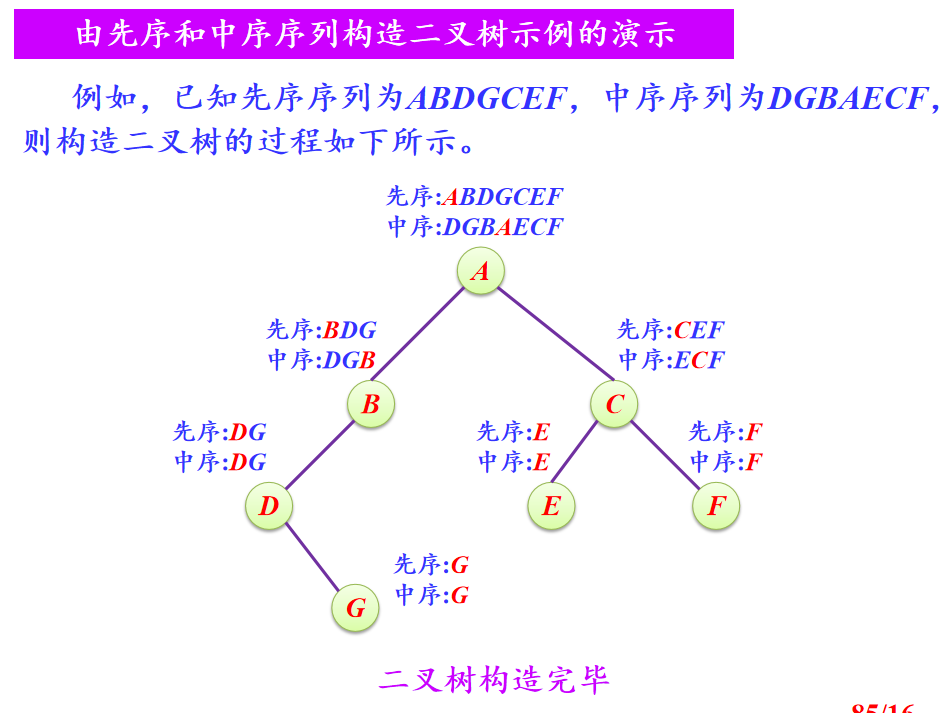 由先序和中序序列构造二叉树示例的演示
例如，已知先序序列为ABDGCEF，中序序列为DGBAECF，
则构造二叉树的过程如下所示。
先序:ABDGCEF
中序:DGBAECF
A
先序:BDG
中序:DGB
先序:CEF
中序:ECF
B
C
先序:DG
中序:DG
先序:E
中序:E
先序:F
中序:F
D
E
F
先序:G
中序:G
G
二叉树构造完毕
85/16